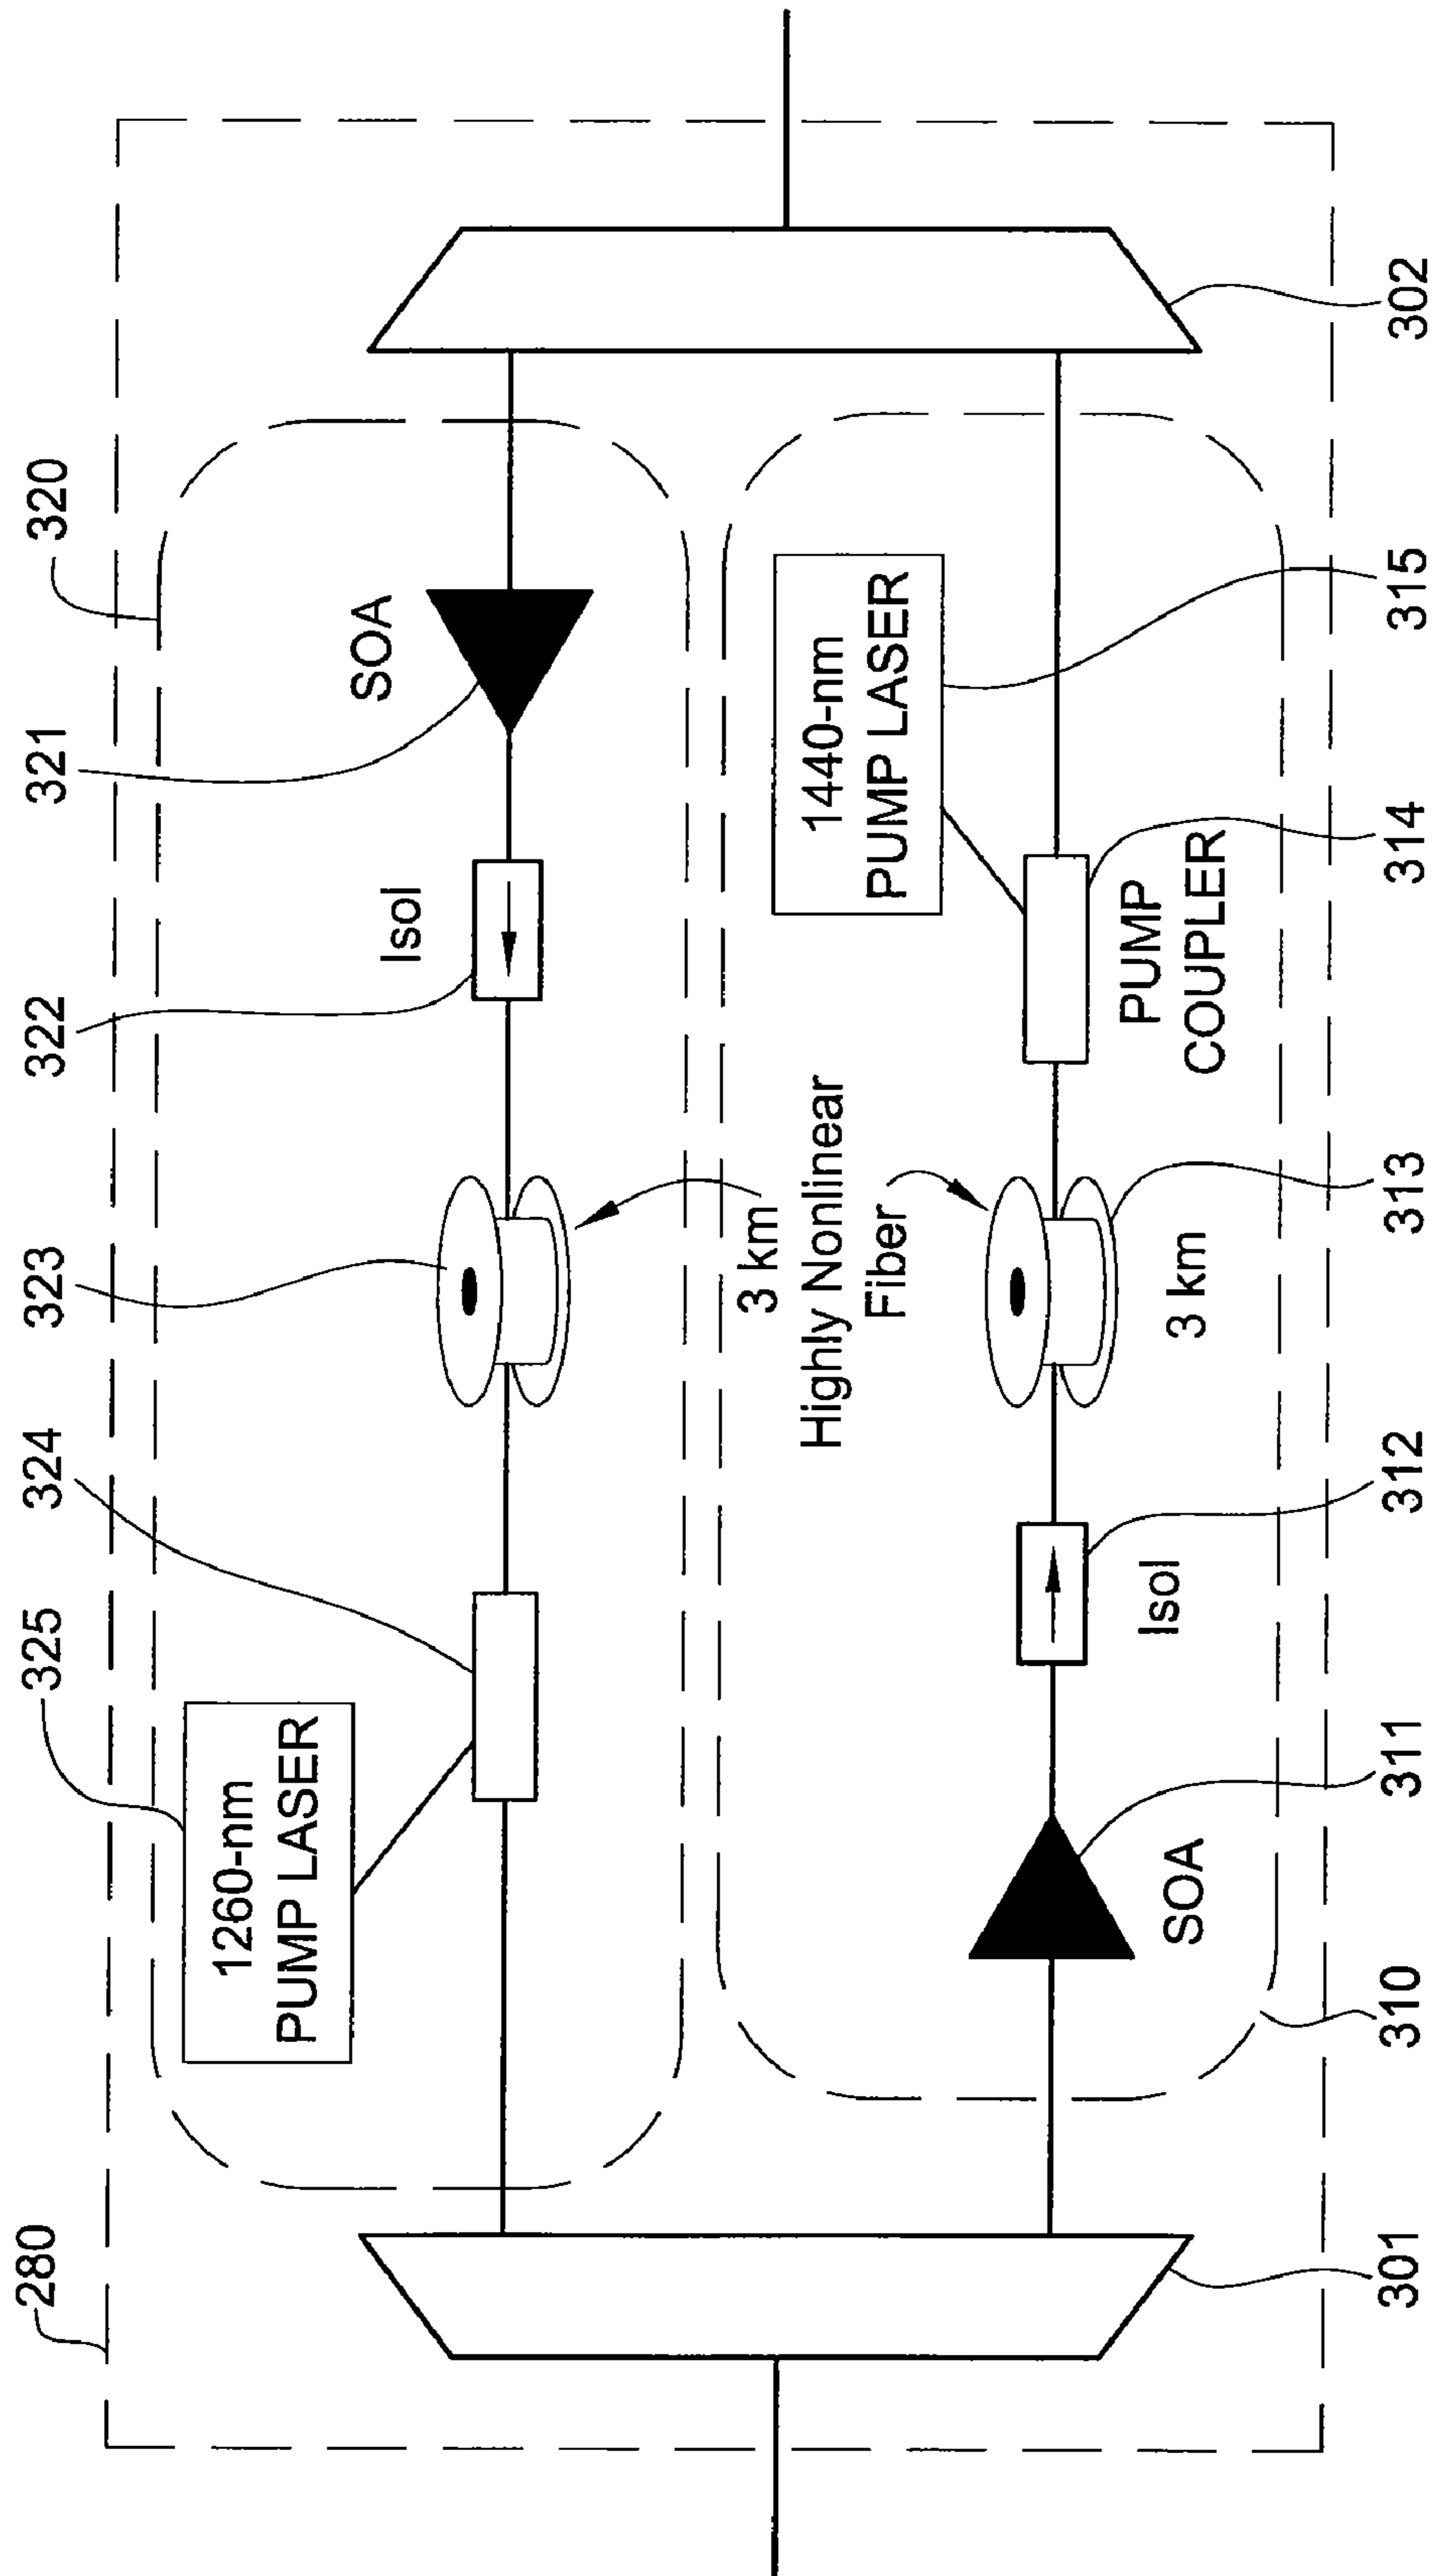 280
325
324
323
322
321
320
1260-nm
PUMP LASER
Isol
SOA
3 km
Highly Nonlinear
Fiber
1440-nm
PUMP LASER
SOA
Isol
3 km
PUMP
COUPLER
301
310
311
312
313
314
315
302